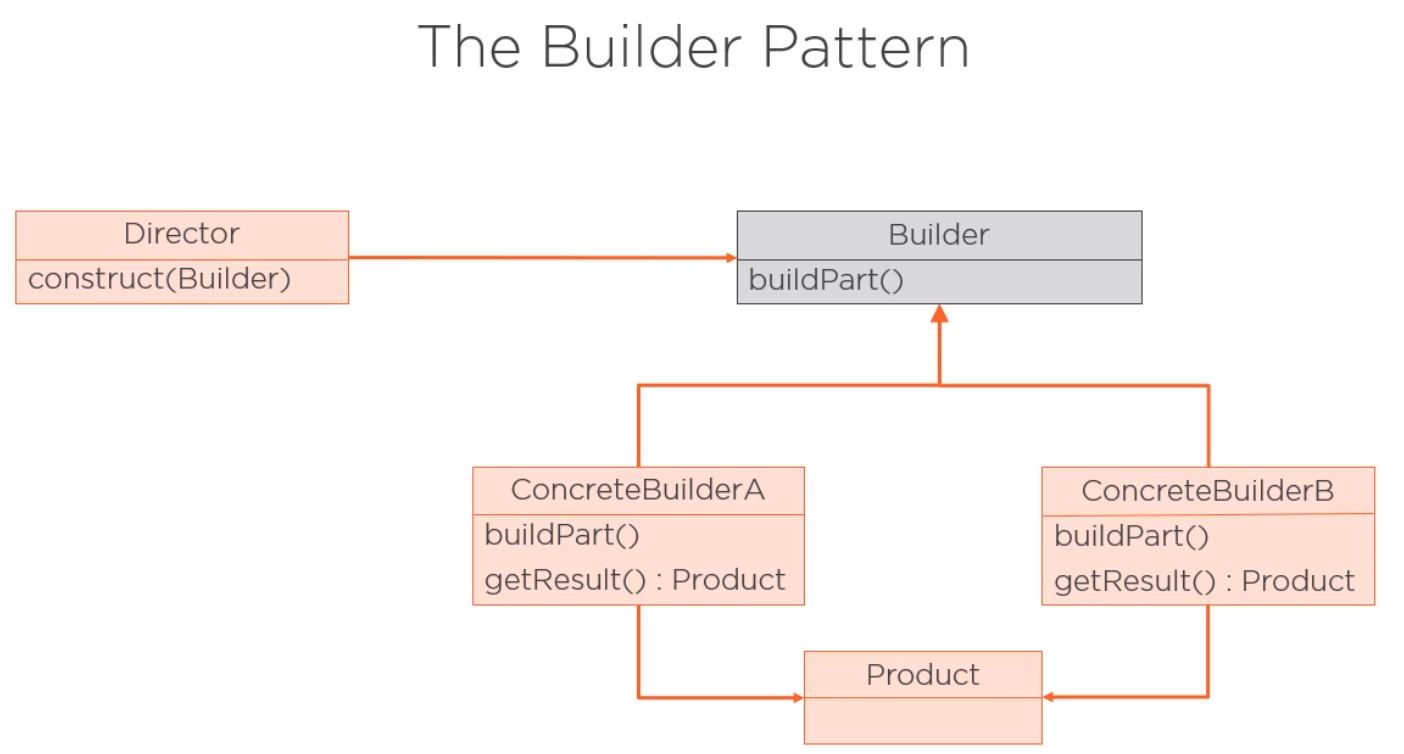 The Builder Pattern
Director
construct(Builder)
Builder
buildPart()
ConcreteBuilderA
buildPart()
getResult() : Product
ConcreteBuilderB
buildPart()
getResult() : Product
Product